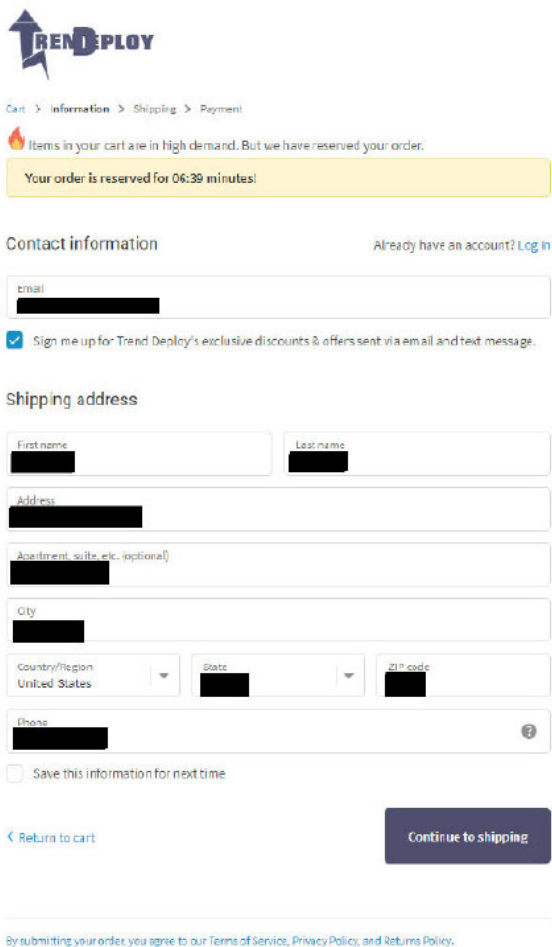 TRENDEPLOY
Cart > Information > Shipping > Payment
Items in your cart are in high demand. But we have reserved your order.
Your order is reserved for 06:39 minutes!
Contact information
Already have an account? Log in
Email
Sign me up for Trend Deploy's exclusive discounts & offers sent via email and text message.
Shipping address
First name
Last name
Address
Apartment, suite, etc. (optional)
City
Country/Region
United States
State
ZIP code
Phone
Save this information for next time
< Return to cart
Continue to shipping
By submitting your order, you agree to our Terms of Service, Privacy Policy, and Returns Policy.